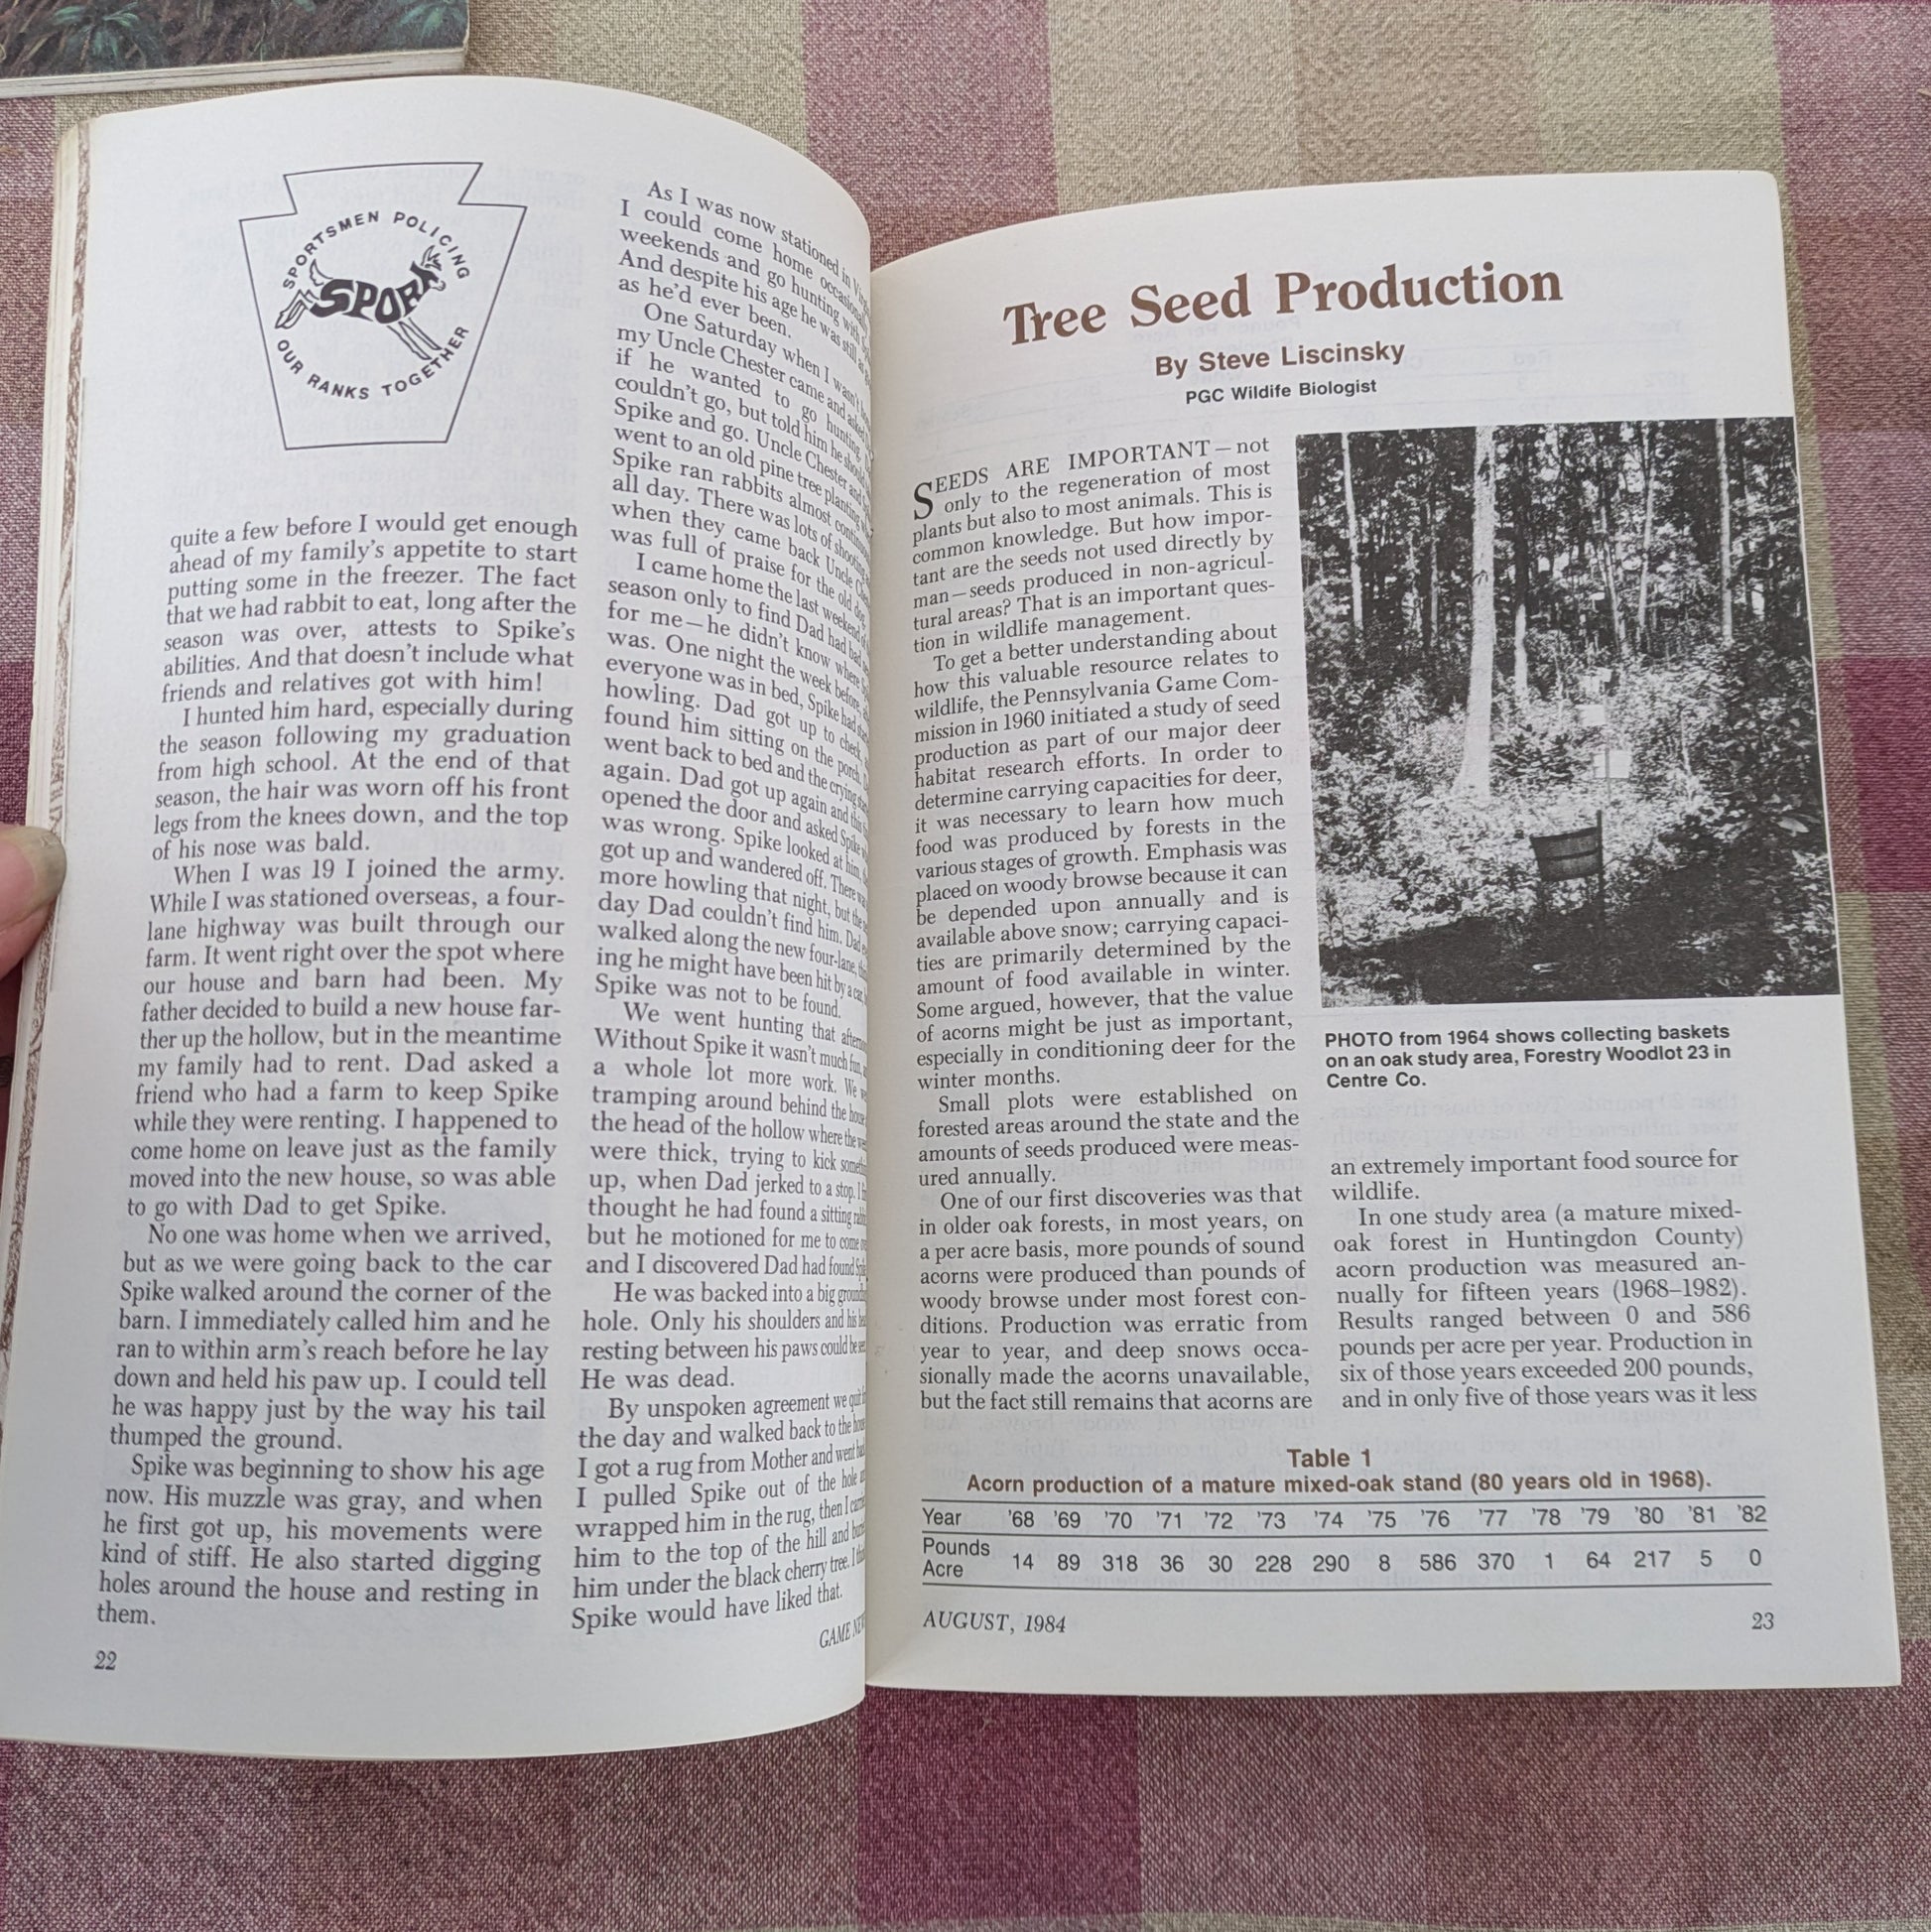 SPORTSMEN POLICING
SPORT
OUR RANKS TOGETHER
quite a few before I would get enough
ahead of my family's appetite to start
putting some in the freezer. The fact
that we had rabbit to eat, long after the
season was over, attests to Spike's
abilities. And that doesn't include what
friends and relatives got with him!
I hunted him hard, especially during
the season following my graduation
from high school. At the end of that
season, the hair was worn off his front
legs from the knees down, and the top
of his nose was bald.
When I was 19 I joined the army.
While I was stationed overseas, a four-
lane highway was built through our
farm. It went right over the spot where
our house and barn had been. My
father decided to build a new house far-
ther up the hollow, but in the meantime
my family had to rent. Dad asked a
friend who had a farm to keep Spike
while they were renting. I happened to
come home on leave just as the family
moved into the new house, so was able
to go with Dad to get Spike.
No one was home when we arrived,
but as we were going back to the car
Spike walked around the corner of the
barn. I immediately called him and he
ran to within arm's reach before he lay
down and held his paw up. I could tell
he was happy just by the way his tail
thumped the ground.
Spike was beginning to show his age
now. His muzzle was gray, and when
he first got up, his movements were
kind of stiff. He also started digging
holes around the house and resting in
them.
22
As I was now stationed in
I could come home
weekends and go hunting with
And despite his age he was still as
as he'd ever been.
One Saturday when I wasn't
my Uncle Chester came and asked
if he wanted to go hunting.
couldn't go, but told him he should
Spike and go. Uncle Chester and
went to an old pine tree planting
Spike ran rabbits almost
all day. There was lots of shooting
when they came back Uncle
was full of praise for the old dog.
I came home the last weekend of
season only to find Dad had bad
for me—he didn't know where
was. One night the week before,
everyone was in bed, Spike had
howling. Dad got up to check
found him sitting on the porch.
went back to bed and the crying
again. Dad got up again and this
opened the door and asked Spike
was wrong. Spike looked at him,
got up and wandered off. There was
more howling that night, but the
day Dad couldn't find him. Dad
walked along the new four-lane,
ing he might have been hit by a car,
Spike was not to be found.
We went hunting that
Without Spike it wasn't much fun,
a whole lot more work. We
tramping around behind the house
the head of the hollow where the
were thick, trying to kick
up, when Dad jerked to a stop. I
thought he had found a sitting
but he motioned for me to come
and I discovered Dad had found
He was backed into a big
hole. Only his shoulders and his
resting between his paws could be
He was dead.
By unspoken agreement we quit
the day and walked back to the
I got a rug from Mother and went
I pulled Spike out of the hole
wrapped him in the rug, then I
him to the top of the hill and
him under the black cherry tree. I
Spike would have liked that.
GAME
Tree Seed Production
By Steve Liscinsky
PGC Wildife Biologist
SEEDS ARE IMPORTANT—not
only to the regeneration of most
plants but also to most animals. This is
common knowledge. But how impor-
tant are the seeds not used directly by
man—seeds produced in non-agricul-
tural areas? That is an important ques-
tion in wildlife management.
To get a better understanding about
how this valuable resource relates to
wildlife, the Pennsylvania Game Com-
mission in 1960 initiated a study of seed
production as part of our major deer
habitat research efforts. In order to
determine carrying capacities for deer,
it was necessary to learn how much
food was produced by forests in the
various stages of growth. Emphasis was
placed on woody browse because it can
be depended upon annually and is
available above snow; carrying capaci-
ties are primarily determined by the
amount of food available in winter.
Some argued, however, that the value
of acorns might be just as important,
especially in conditioning deer for the
winter months.
Small plots were established on
forested areas around the state and the
amounts of seeds produced were meas-
ured annually.
One of our first discoveries was that
in older oak forests, in most years, on
a per acre basis, more pounds of sound
acorns were produced than pounds of
woody browse under most forest con-
ditions. Production was erratic from
year to year, and deep snows occa-
sionally made the acorns unavailable,
but the fact still remains that acorns are
PHOTO from 1964 shows collecting baskets
on an oak study area, Forestry Woodlot 23 in
Centre Co.
an extremely important food source for
wildlife.
In one study area (a mature mixed-
oak forest in Huntingdon County)
acorn production was measured an-
nually for fifteen years (1968–1982).
Results ranged between 0 and 586
pounds per acre per year. Production in
six of those years exceeded 200 pounds,
and in only five of those years was it less
Table 1
Acorn production of a mature mixed-oak stand (80 years old in 1968).
Year '68 '69 '70 '71 '72 '73 '74 '75 '76 '77 '78 '79 '80 '81 '82
Pounds
Acre 14 89 318 36 30 228 290 8 586 370 1 64 217 5 0
AUGUST, 1984
23